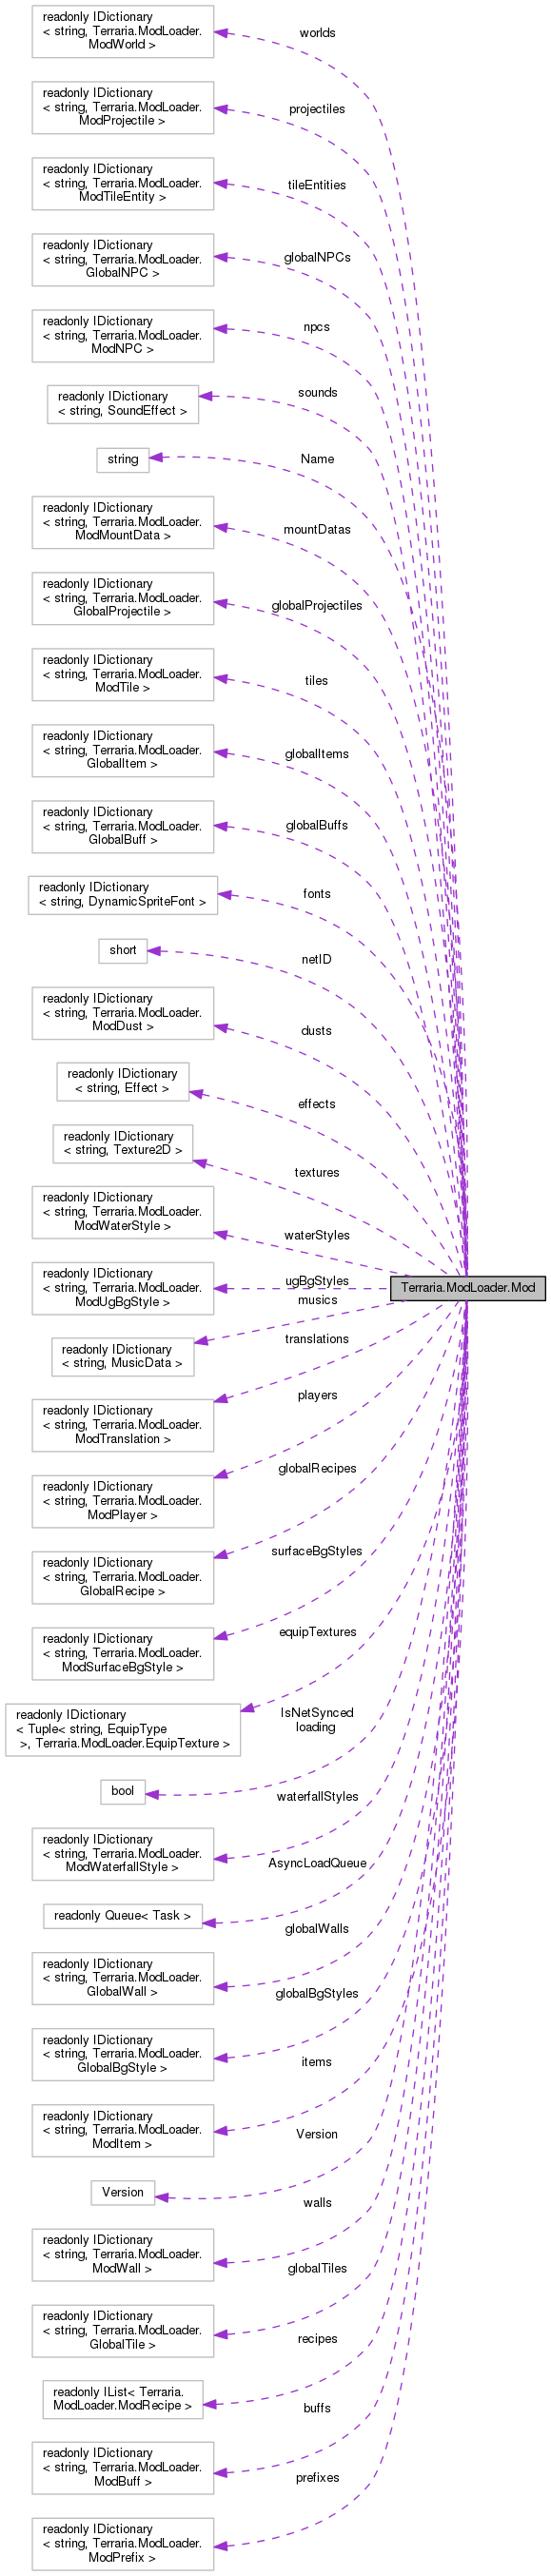 readonly IDictionary
< string, Terraria.ModLoader.
ModWorld >
worlds
readonly IDictionary
< string, Terraria.ModLoader.
ModProjectile >
projectiles
readonly IDictionary
< string, Terraria.ModLoader.
ModTileEntity >
tileEntities
readonly IDictionary
< string, Terraria.ModLoader.
GlobalNPC >
globalNPCs
readonly IDictionary
< string, Terraria.ModLoader.
ModNPC >
npcs
readonly IDictionary
< string, SoundEffect >
sounds
string
Name
readonly IDictionary
< string, Terraria.ModLoader.
ModMountData >
mountDatas
readonly IDictionary
< string, Terraria.ModLoader.
GlobalProjectile >
globalProjectiles
readonly IDictionary
< string, Terraria.ModLoader.
ModTile >
tiles
readonly IDictionary
< string, Terraria.ModLoader.
GlobalItem >
globalItems
readonly IDictionary
< string, Terraria.ModLoader.
GlobalBuff >
globalBuffs
readonly IDictionary
< string, DynamicSpriteFont >
fonts
short
netID
readonly IDictionary
< string, Terraria.ModLoader.
ModDust >
dusts
readonly IDictionary
< string, Effect >
effects
readonly IDictionary
< string, Texture2D >
textures
readonly IDictionary
< string, Terraria.ModLoader.
ModWaterStyle >
waterStyles
readonly IDictionary
< string, Terraria.ModLoader.
ModUgBgStyle >
ugBgStyles
Terraria.ModLoader.Mod
readonly IDictionary
< string, MusicData >
musics
readonly IDictionary
< string, Terraria.ModLoader.
ModTranslation >
translations
readonly IDictionary
< string, Terraria.ModLoader.
ModPlayer >
players
readonly IDictionary
< string, Terraria.ModLoader.
GlobalRecipe >
globalRecipes
readonly IDictionary
< string, Terraria.ModLoader.
ModSurfaceBgStyle >
surfaceBgStyles
readonly IDictionary
< Tuple< string, EquipType
>, Terraria.ModLoader.EquipTexture >
equipTextures
bool
IsNetSynced
loading
readonly IDictionary
< string, Terraria.ModLoader.
ModWaterfallStyle >
waterfallStyles
readonly Queue< Task >
AsyncLoadQueue
readonly IDictionary
< string, Terraria.ModLoader.
GlobalWall >
globalWalls
readonly IDictionary
< string, Terraria.ModLoader.
GlobalBgStyle >
globalBgStyles
readonly IDictionary
< string, Terraria.ModLoader.
ModItem >
items
Version
Version
readonly IDictionary
< string, Terraria.ModLoader.
ModWall >
walls
readonly IDictionary
< string, Terraria.ModLoader.
GlobalTile >
globalTiles
readonly IList< Terraria.
ModLoader.ModRecipe >
recipes
readonly IDictionary
< string, Terraria.ModLoader.
ModBuff >
buffs
readonly IDictionary
< string, Terraria.ModLoader.
ModPrefix >
prefixes